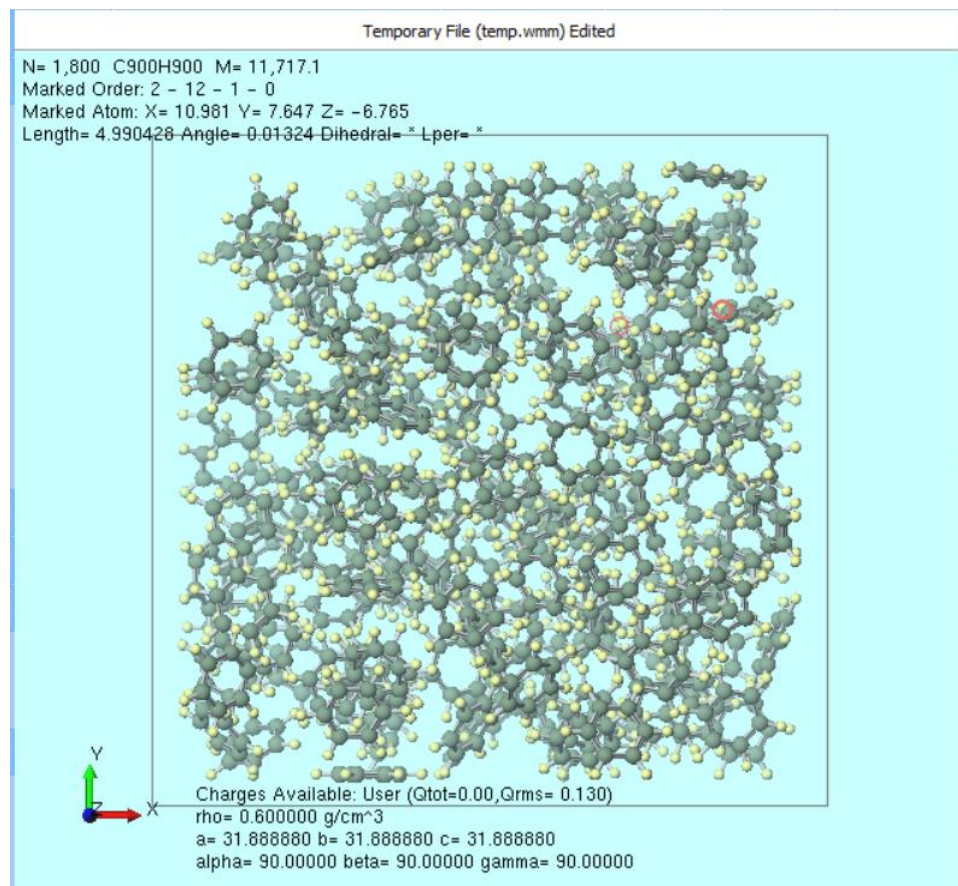 Temporary File (temp.wmm) Edited
N= 1,800 C900H900 M= 11,717.1
Marked Order: 2 - 12 - 1 - 0
Marked Atom: X= 10.981 Y= 7.647 Z= -6.765
Length= 4.990428 Angle= 0.01324 Dihedral= * Lper= *
Y
Z X
Charges Available: User (Qtot=0.00,Qrms= 0.130)
rho= 0.600000 g/cm^3
a= 31.888880 b= 31.888880 c= 31.888880
alpha= 90.00000 beta= 90.00000 gamma= 90.00000